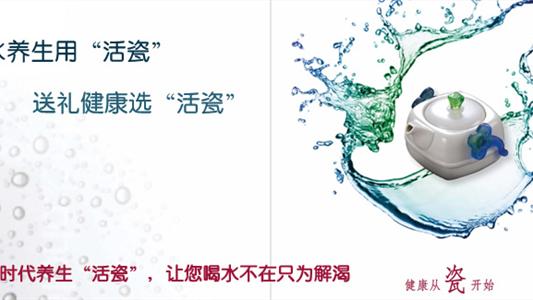 养生用“活瓷”
送礼健康选“活瓷”
时代养生“活瓷”，让您喝水不在只为解渴
健康从瓷开始